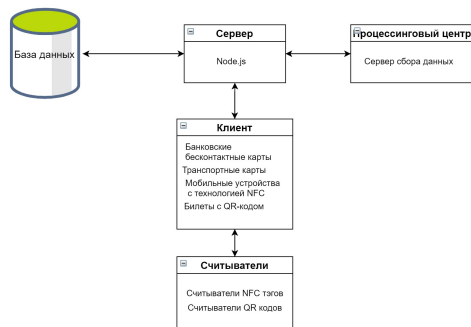 База данных
Сервер
Node.js
Процессинговый центр
Сервер сбора данных
Клиент
Банковские
бесконтактные карты
Транспортные карты
Мобильные устройства
с технологией NFC
Билеты с QR-кодом
Считыватели
Считыватели NFC тэгов
Считыватели QR кодов